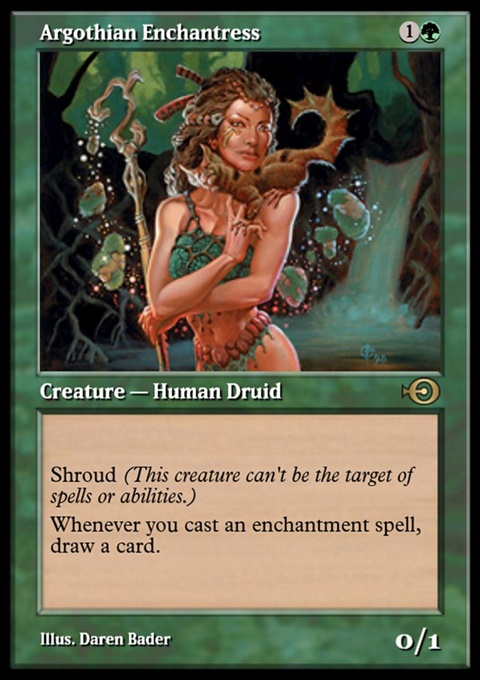 Argothian Enchantress 1
Creature — Human Druid
Shroud (This creature can't be the target of
spells or abilities.)
Whenever you cast an enchantment spell,
draw a card.
Illus. Daren Bader 0/1